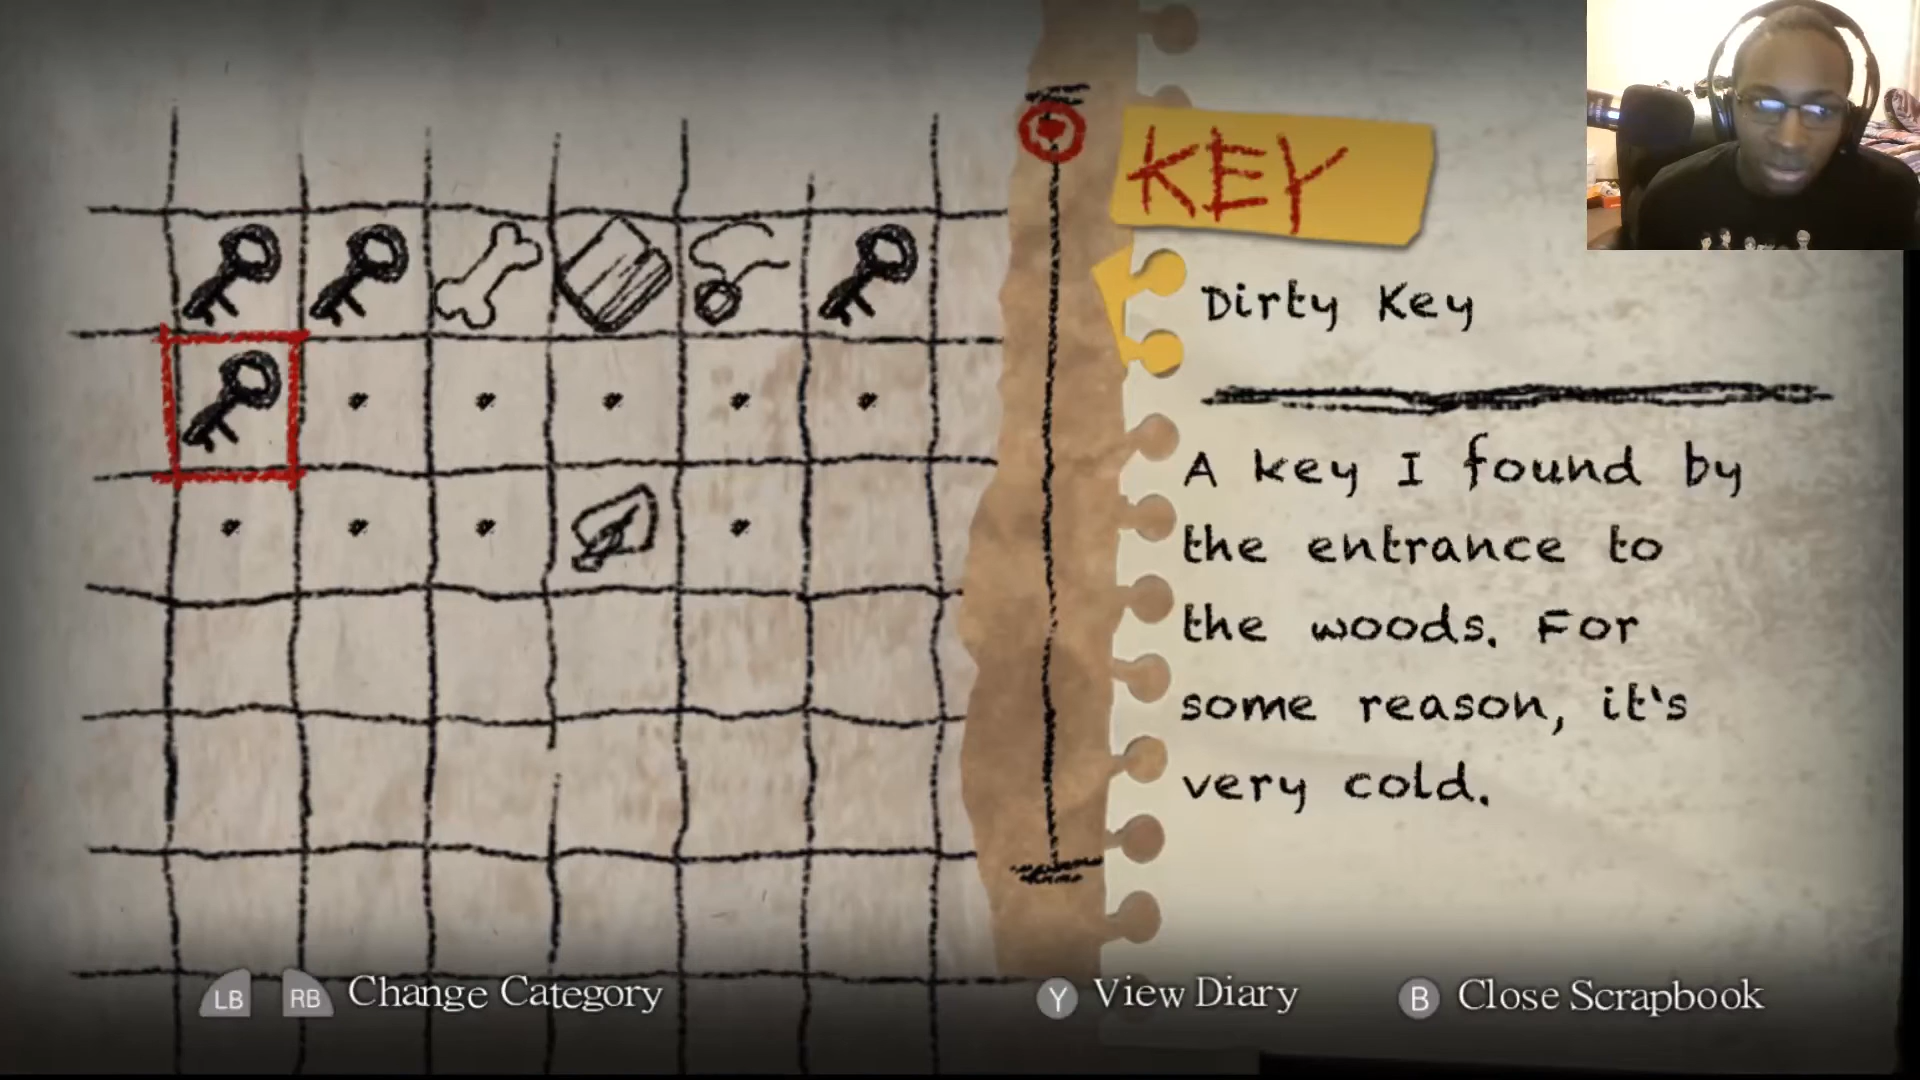 KEY
Dirty Key
A key I found by
the entrance to
the woods. For
some reason, it's
very cold.
LB RB Change Category
Y View Diary
B Close Scrapbook